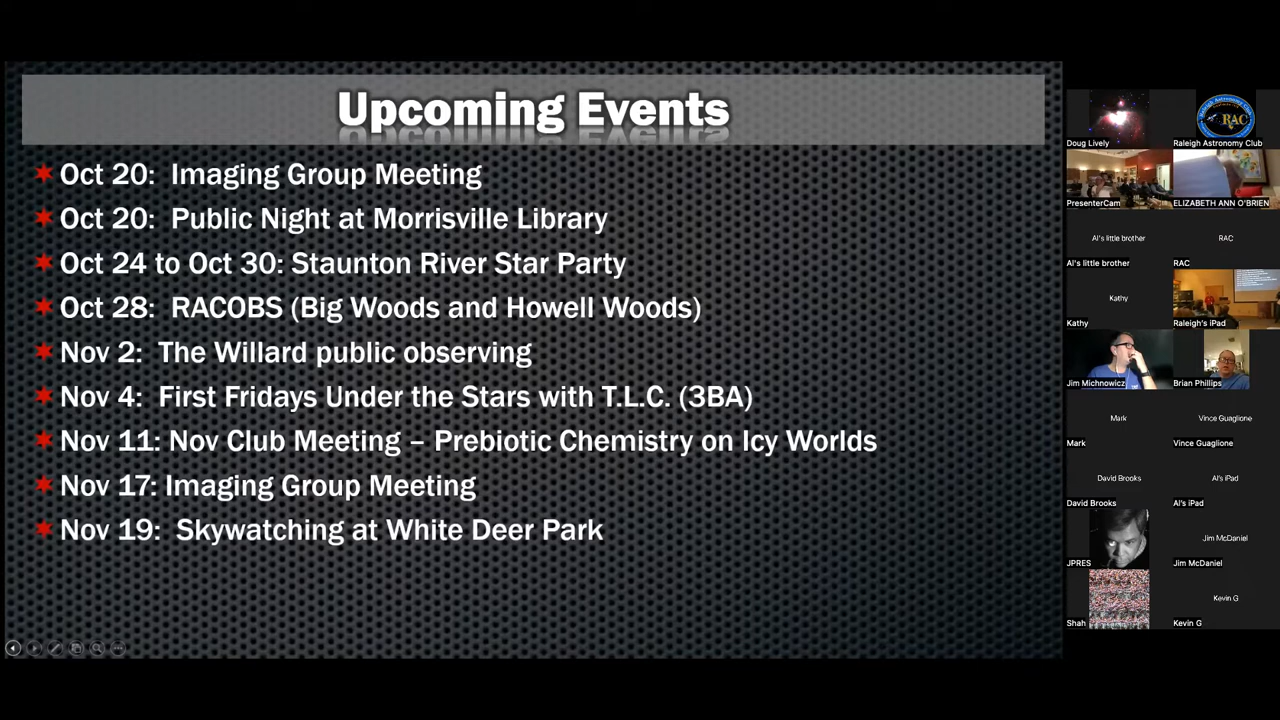 Upcoming Events
Oct 20:  Imaging Group Meeting
Oct 20:  Public Night at Morrisville Library
Oct 24 to Oct 30: Staunton River Star Party
Oct 28:  RACOBS (Big Woods and Howell Woods)
Nov 2:  The Willard public observing
Nov 4:  First Fridays Under the Stars with T.L.C. (3BA)
Nov 11: Nov Club Meeting – Prebiotic Chemistry on Icy Worlds
Nov 17: Imaging Group Meeting
Nov 19:  Skywatching at White Deer Park
Raleigh Astronomy Club
RAC
Doug Lively
Raleigh Astronomy Club
PresenterCam
ELIZABETH ANN O'BRIEN
Al's little brother
RAC
Al's little brother
RAC
Kathy
Kathy
Raleigh's iPad
Jim Michnowicz
Brian Phillips
Mark
Vince Guaglione
Mark
Vince Guaglione
David Brooks
Al's iPad
David Brooks
Al's iPad
Jim McDaniel
JPRES
Jim McDaniel
Kevin G
Shah
Kevin G